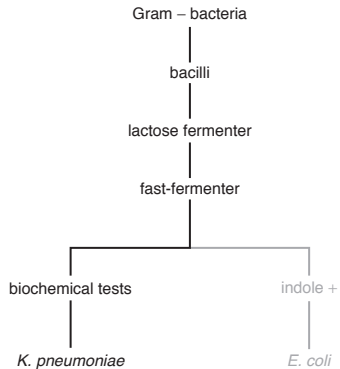 Gram – bacteria
bacilli
lactose fermenter
fast-fermenter
biochemical tests
indole +
K. pneumoniae
E. coli